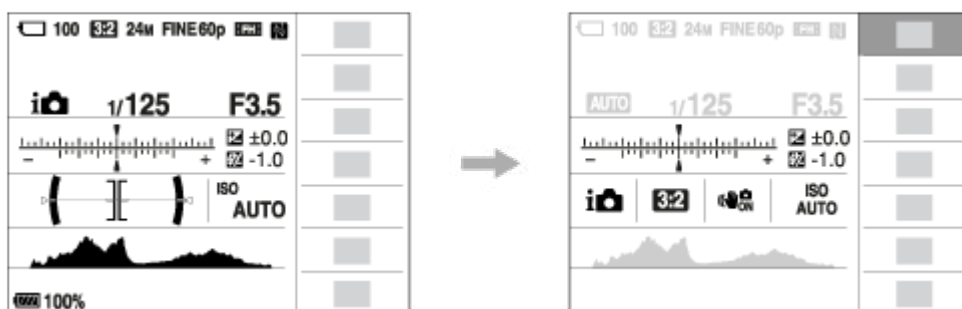 100 3:2 24M FINE 60p N
i 1/125 F3.5
±0.0
- + -1.0
ISO
AUTO
100%
100 3:2 24M FINE 60p N
AUTO 1/125 F3.5
±0.0
- + -1.0
i 3:2 ON ISO
AUTO